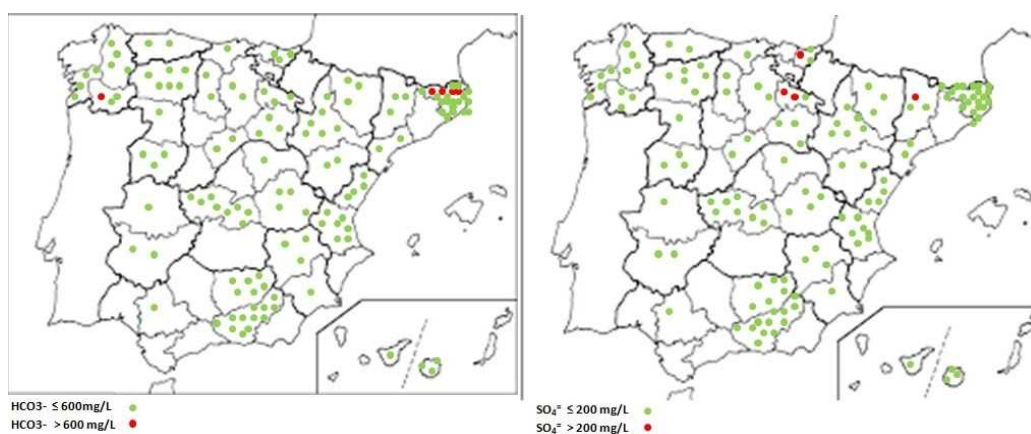 HCO3- ≤ 600mg/L
HCO3- > 600 mg/L
SO₄⁼ ≤ 200 mg/L
SO₄⁼ > 200 mg/L